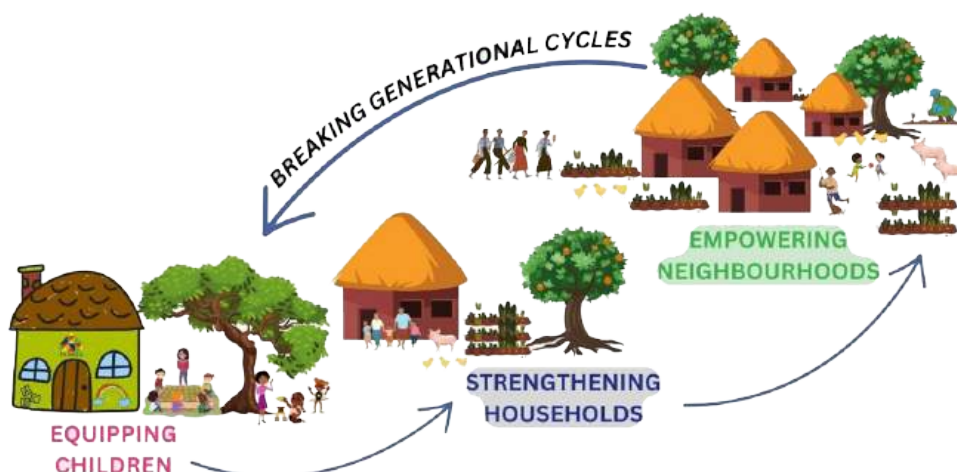 BREAKING GENERATIONAL CYCLES
EMPOWERING
NEIGHBOURHOODS
STRENGTHENING
HOUSEHOLDS
EQUIPPING
CHILDREN